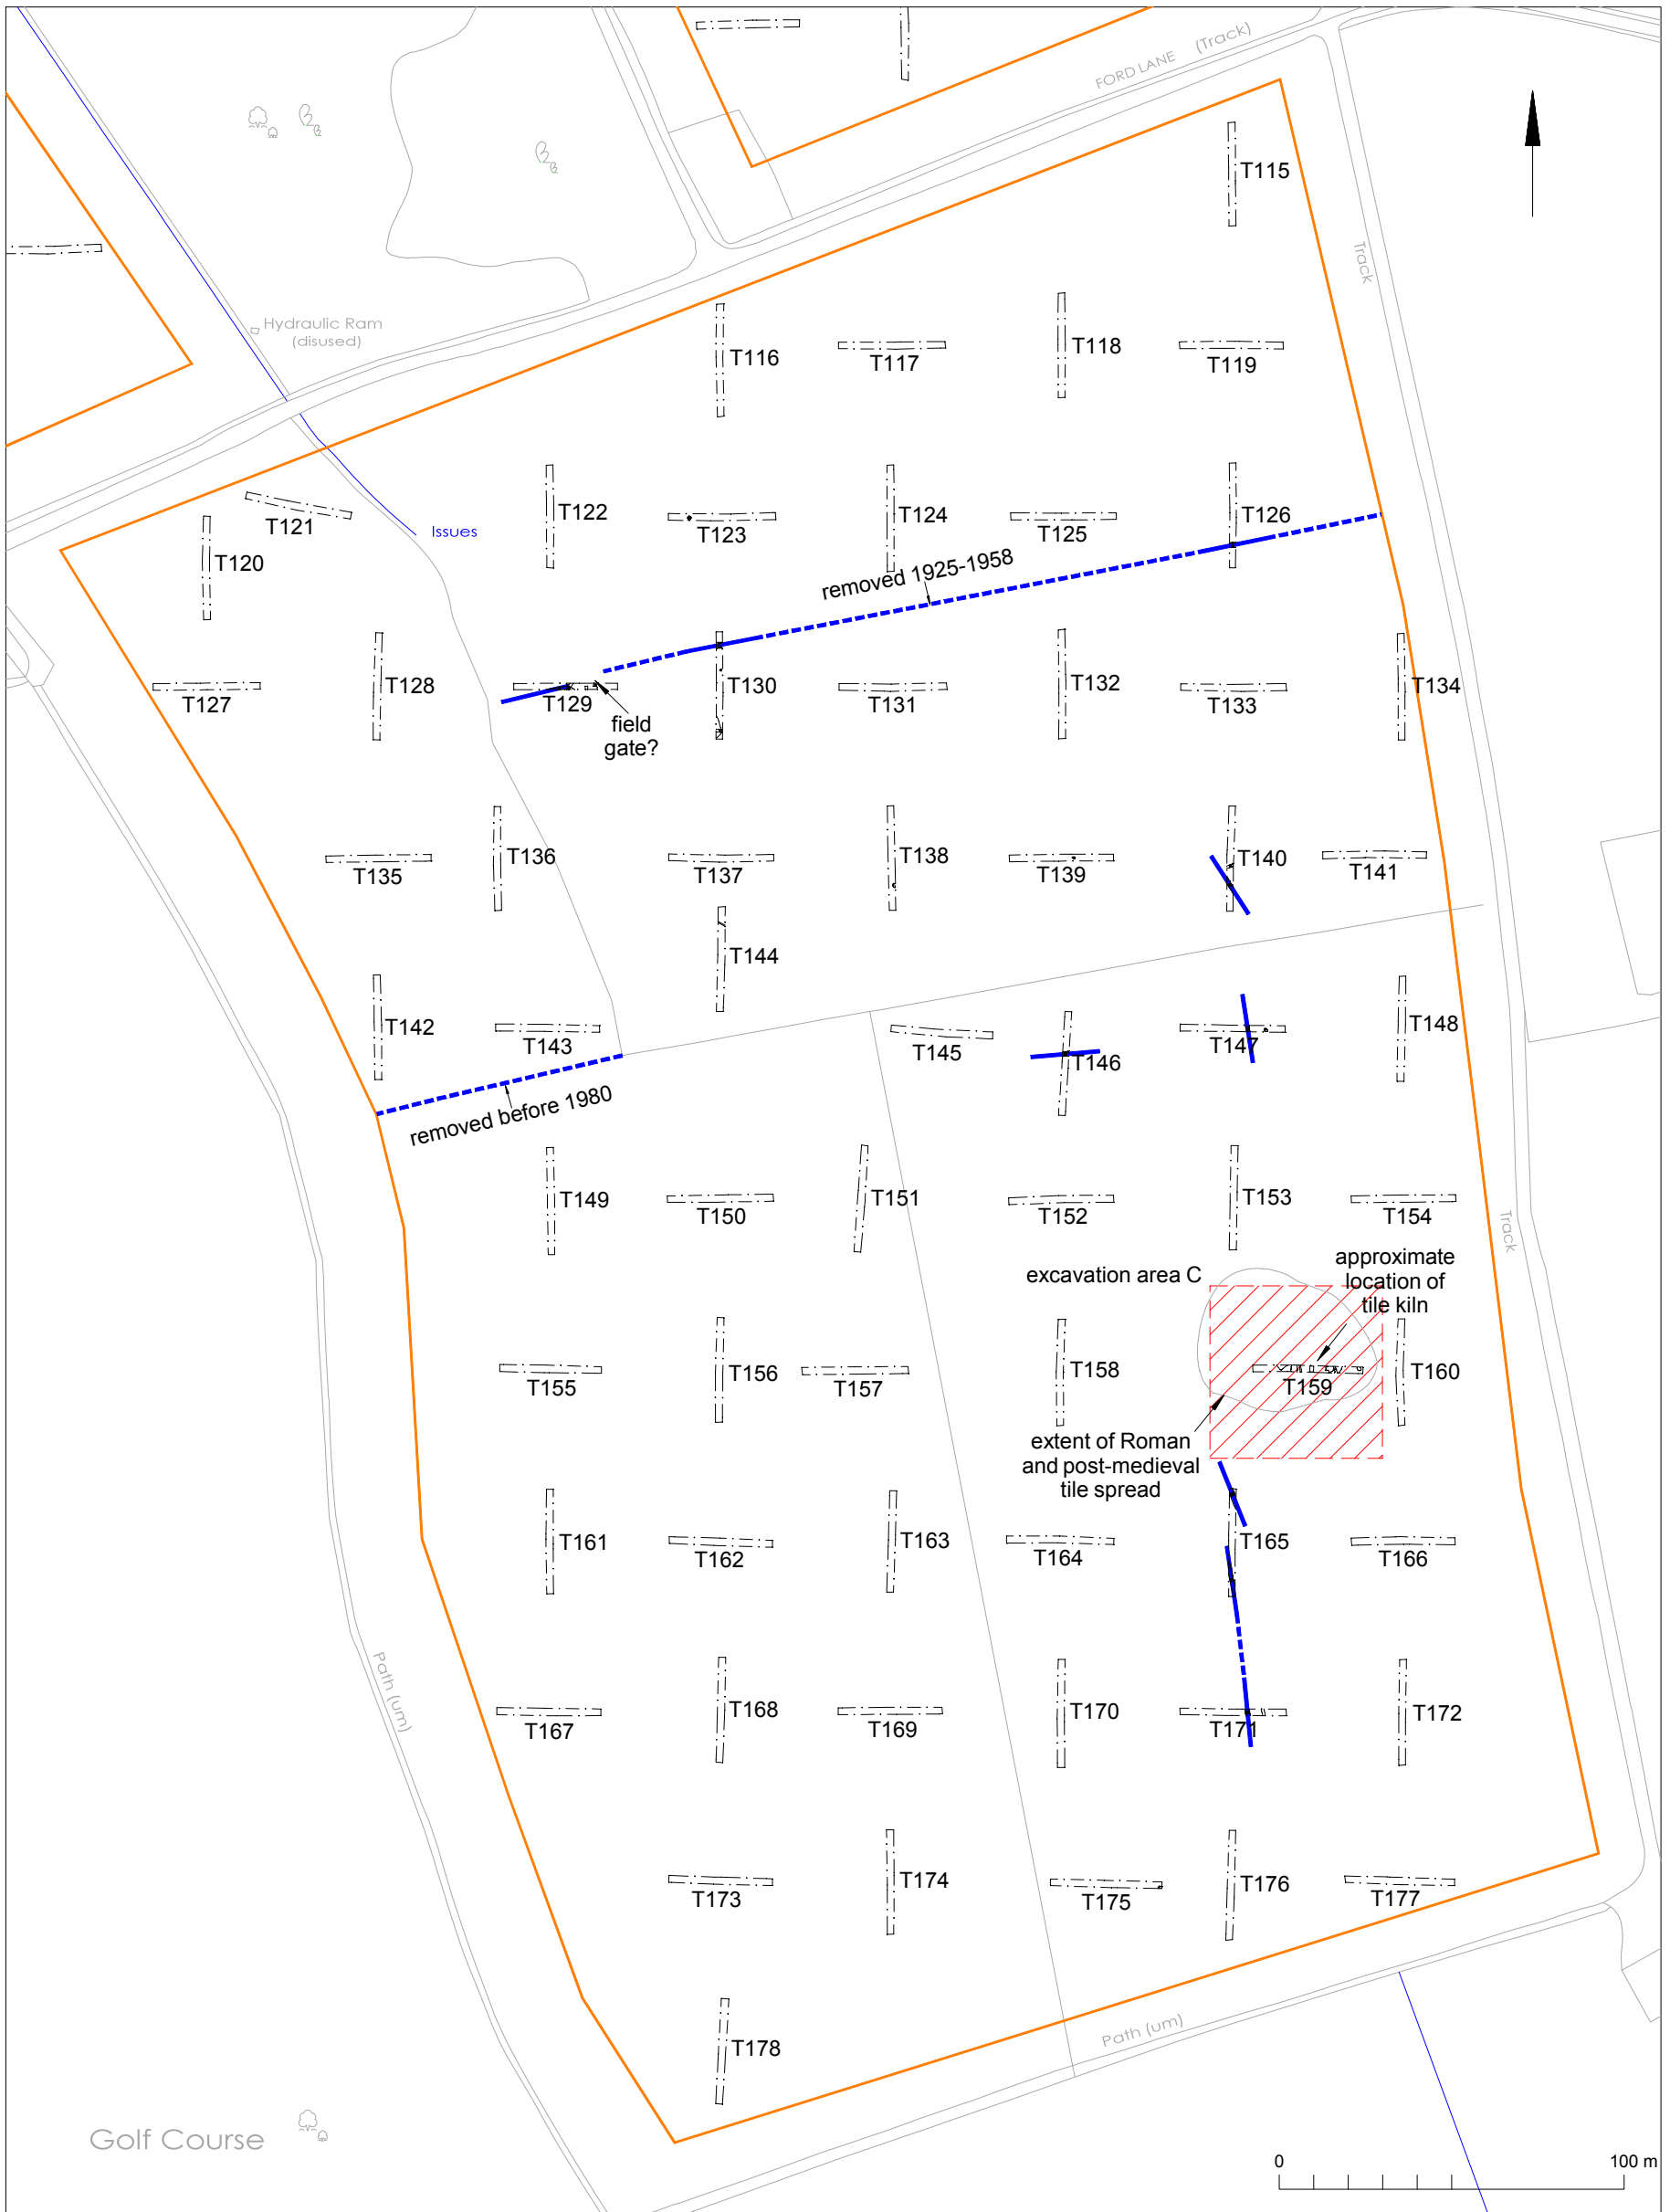 FORD LANE (Track)
T115
Track
Hydraulic Ram
(disused)
T116
T117
T118
T119
T120
T121
Issues
T122
T123
T124
T125
T126
removed 1925-1958
T127
T128
T129
field
gate?
T130
T131
T132
T133
T134
T135
T136
T137
T138
T139
T140
T141
T142
T143
T144
T145
T146
T147
T148
removed before 1980
T149
T150
T151
T152
T153
T154
Track
excavation area C
approximate
location of
tile kiln
T155
T156
T157
T158
T159
T160
extent of Roman
and post-medieval
tile spread
T161
T162
T163
T164
T165
T166
Path (um)
T167
T168
T169
T170
T171
T172
T173
T174
T175
T176
T177
T178
Path (um)
Golf Course
0 100 m